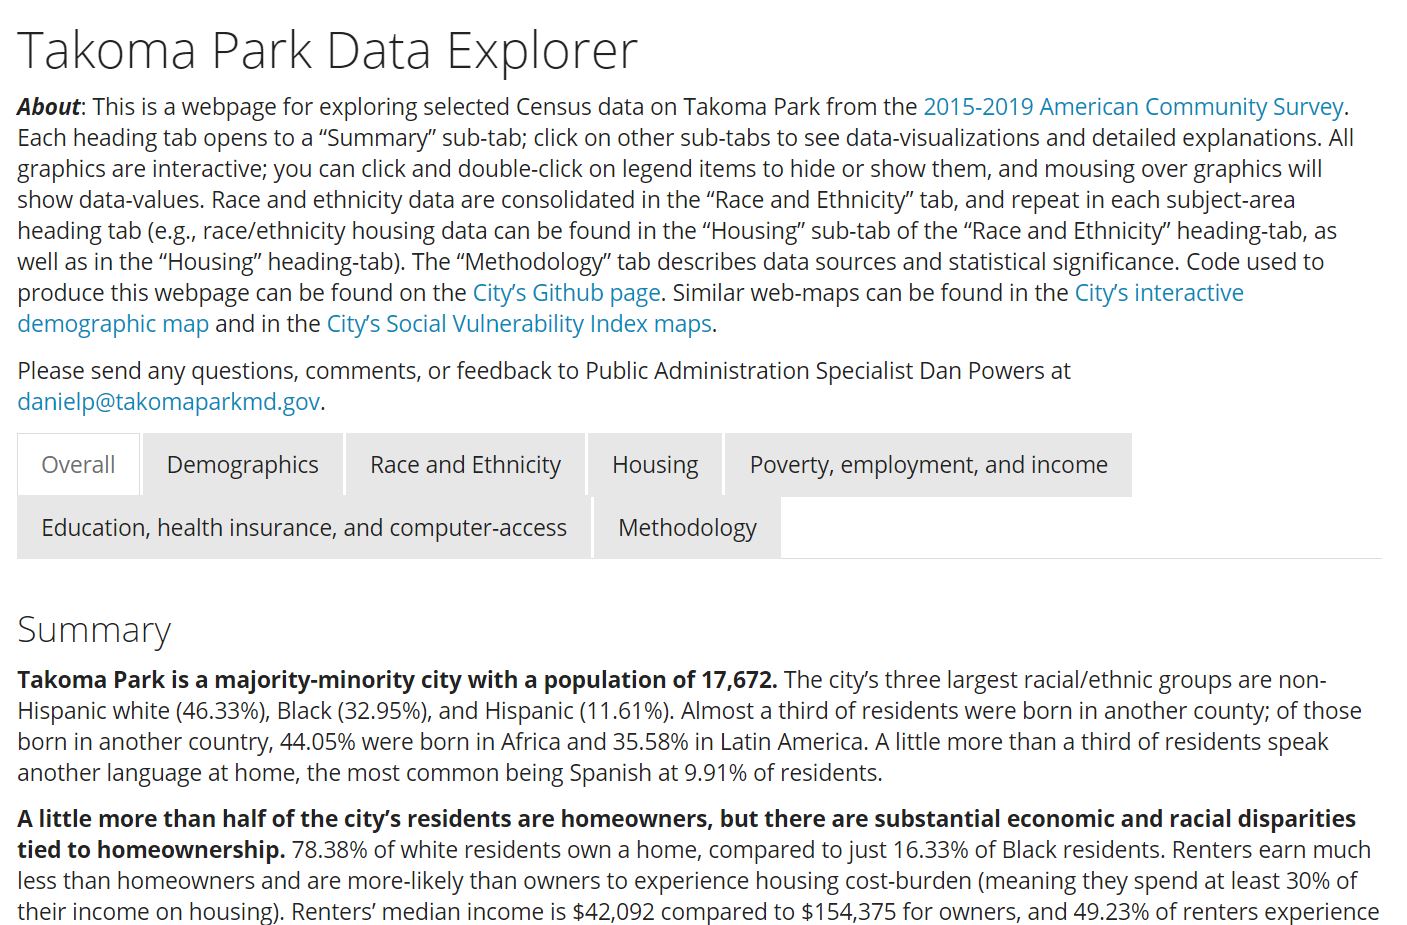 Takoma Park Data Explorer
About: This is a webpage for exploring selected Census data on Takoma Park from the 2015-2019 American Community Survey.
Each heading tab opens to a “Summary” sub-tab; click on other sub-tabs to see data-visualizations and detailed explanations. All
graphics are interactive; you can click and double-click on legend items to hide or show them, and mousing over graphics will
show data-values. Race and ethnicity data are consolidated in the “Race and Ethnicity” tab, and repeat in each subject-area
heading tab (e.g., race/ethnicity housing data can be found in the “Housing” sub-tab of the “Race and Ethnicity” heading-tab, as
well as in the “Housing” heading-tab). The “Methodology” tab describes data sources and statistical significance. Code used to
produce this webpage can be found on the City’s Github page. Similar web-maps can be found in the City’s interactive
demographic map and in the City’s Social Vulnerability Index maps.
Please send any questions, comments, or feedback to Public Administration Specialist Dan Powers at
danielp@takomaparkmd.gov.
Overall Demographics Race and Ethnicity Housing Poverty, employment, and income
Education, health insurance, and computer-access Methodology
Summary
Takoma Park is a majority-minority city with a population of 17,672. The city’s three largest racial/ethnic groups are non-
Hispanic white (46.33%), Black (32.95%), and Hispanic (11.61%). Almost a third of residents were born in another county; of those
born in another country, 44.05% were born in Africa and 35.58% in Latin America. A little more than a third of residents speak
another language at home, the most common being Spanish at 9.91% of residents.
A little more than half of the city’s residents are homeowners, but there are substantial economic and racial disparities
tied to homeownership. 78.38% of white residents own a home, compared to just 16.33% of Black residents. Renters earn much
less than homeowners and are more-likely than owners to experience housing cost-burden (meaning they spend at least 30% of
their income on housing). Renters’ median income is $42,092 compared to $154,375 for owners, and 49.23% of renters experience